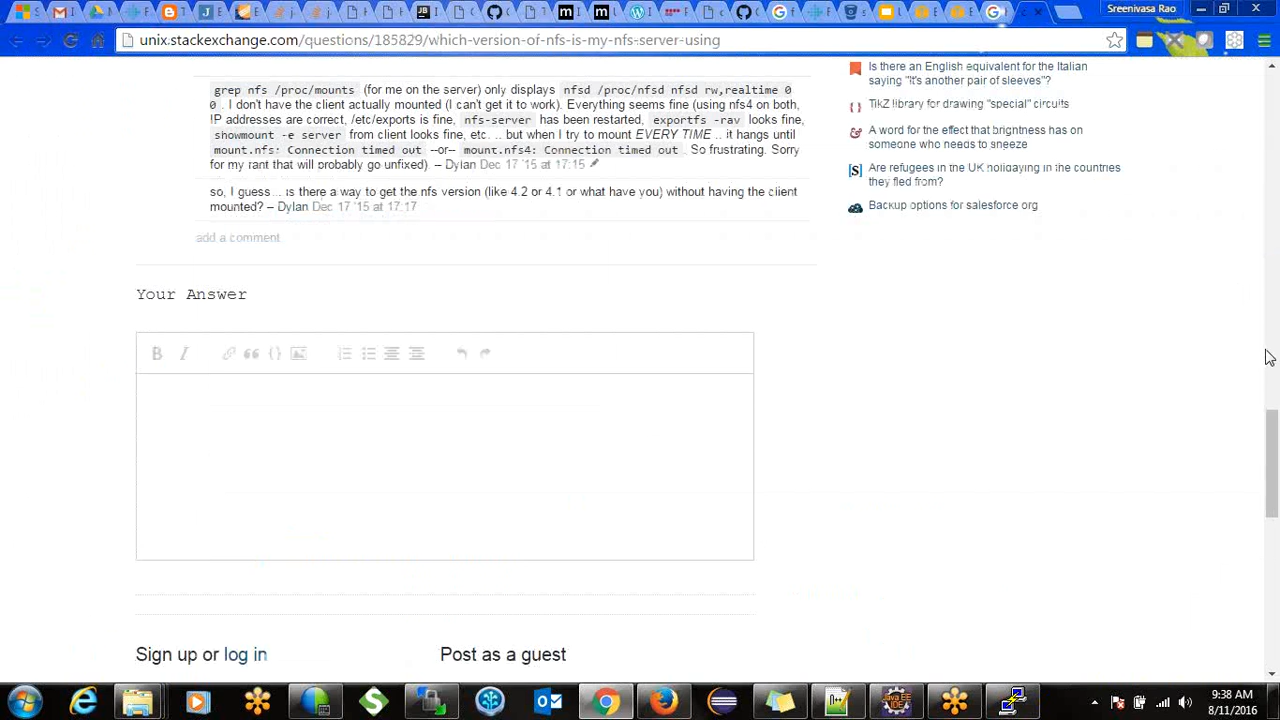 Sreenivasa Rao
unix.stackexchange.com/questions/185829/which-version-of-nfs-is-my-nfs-server-using
grep nfs /proc/mounts (for me on the server) only displays nfsd /proc/nfsd nfsd rw,realtime 0
0 . I don't have the client actually mounted (I can't get it to work). Everything seems fine (using nfs4 on both,
IP addresses are correct, /etc/exports is fine, nfs-server has been restarted, exportfs -rav looks fine,
showmount -e server from client looks fine, etc. .. but when I try to mount EVERY TIME .. it hangs until
mount.nfs: Connection timed out --or-- mount.nfs4: Connection timed out . So frustrating. Sorry
for my rant that will probably go unfixed). – Dylan Dec 17 '15 at 17:15
so, I guess... is there a way to get the nfs version (like 4.2 or 4.1 or what have you) without having the client
mounted? – Dylan Dec 17 '15 at 17:17
add a comment
Your Answer
B I
Sign up or log in
Post as a guest
Is there an English equivalent for the Italian
saying "It's another pair of sleeves"?
TikZ library for drawing "special" circuits
A word for the effect that brightness has on
someone who needs to sneeze
Are refugees in the UK holidaying in the countries
they fled from?
Backup options for salesforce org
9:38 AM
8/11/2016